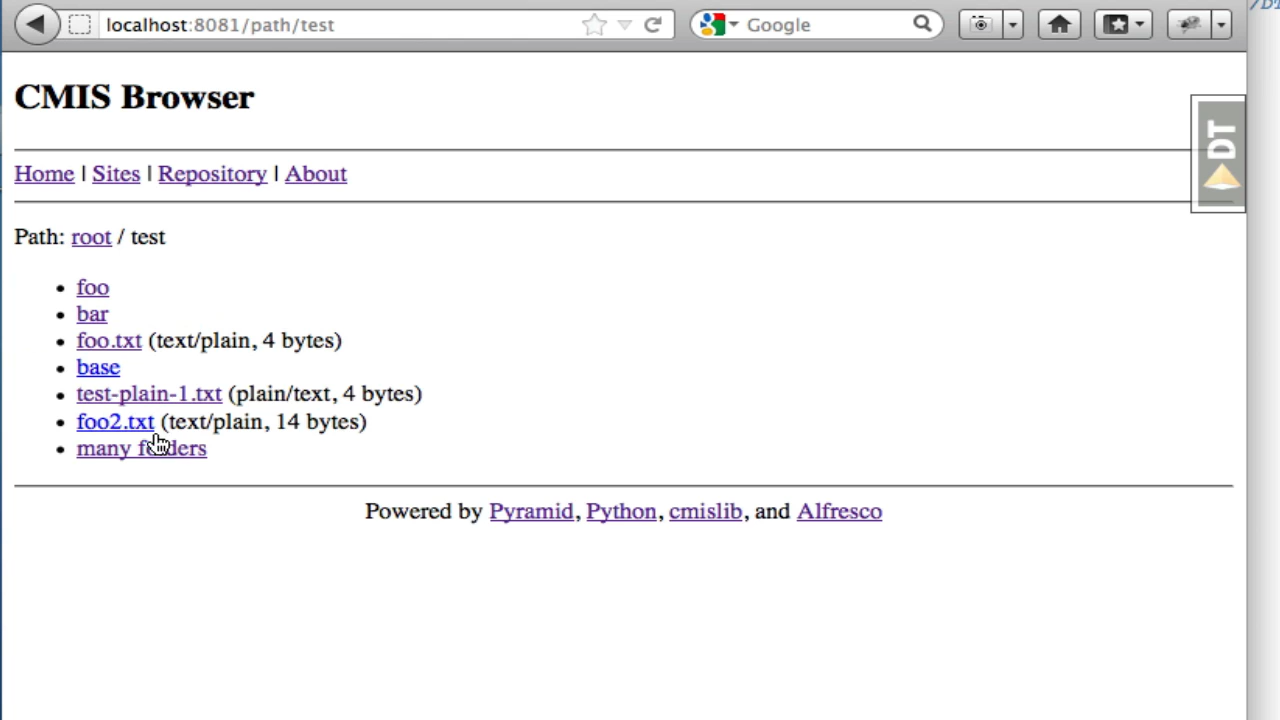 localhost:8081/path/test
Google
CMIS Browser
DT
Home | Sites | Repository | About
Path: root / test
• foo
• bar
• foo.txt (text/plain, 4 bytes)
• base
• test-plain-1.txt (plain/text, 4 bytes)
• foo2.txt (text/plain, 14 bytes)
• many folders
Powered by Pyramid, Python, cmislib, and Alfresco